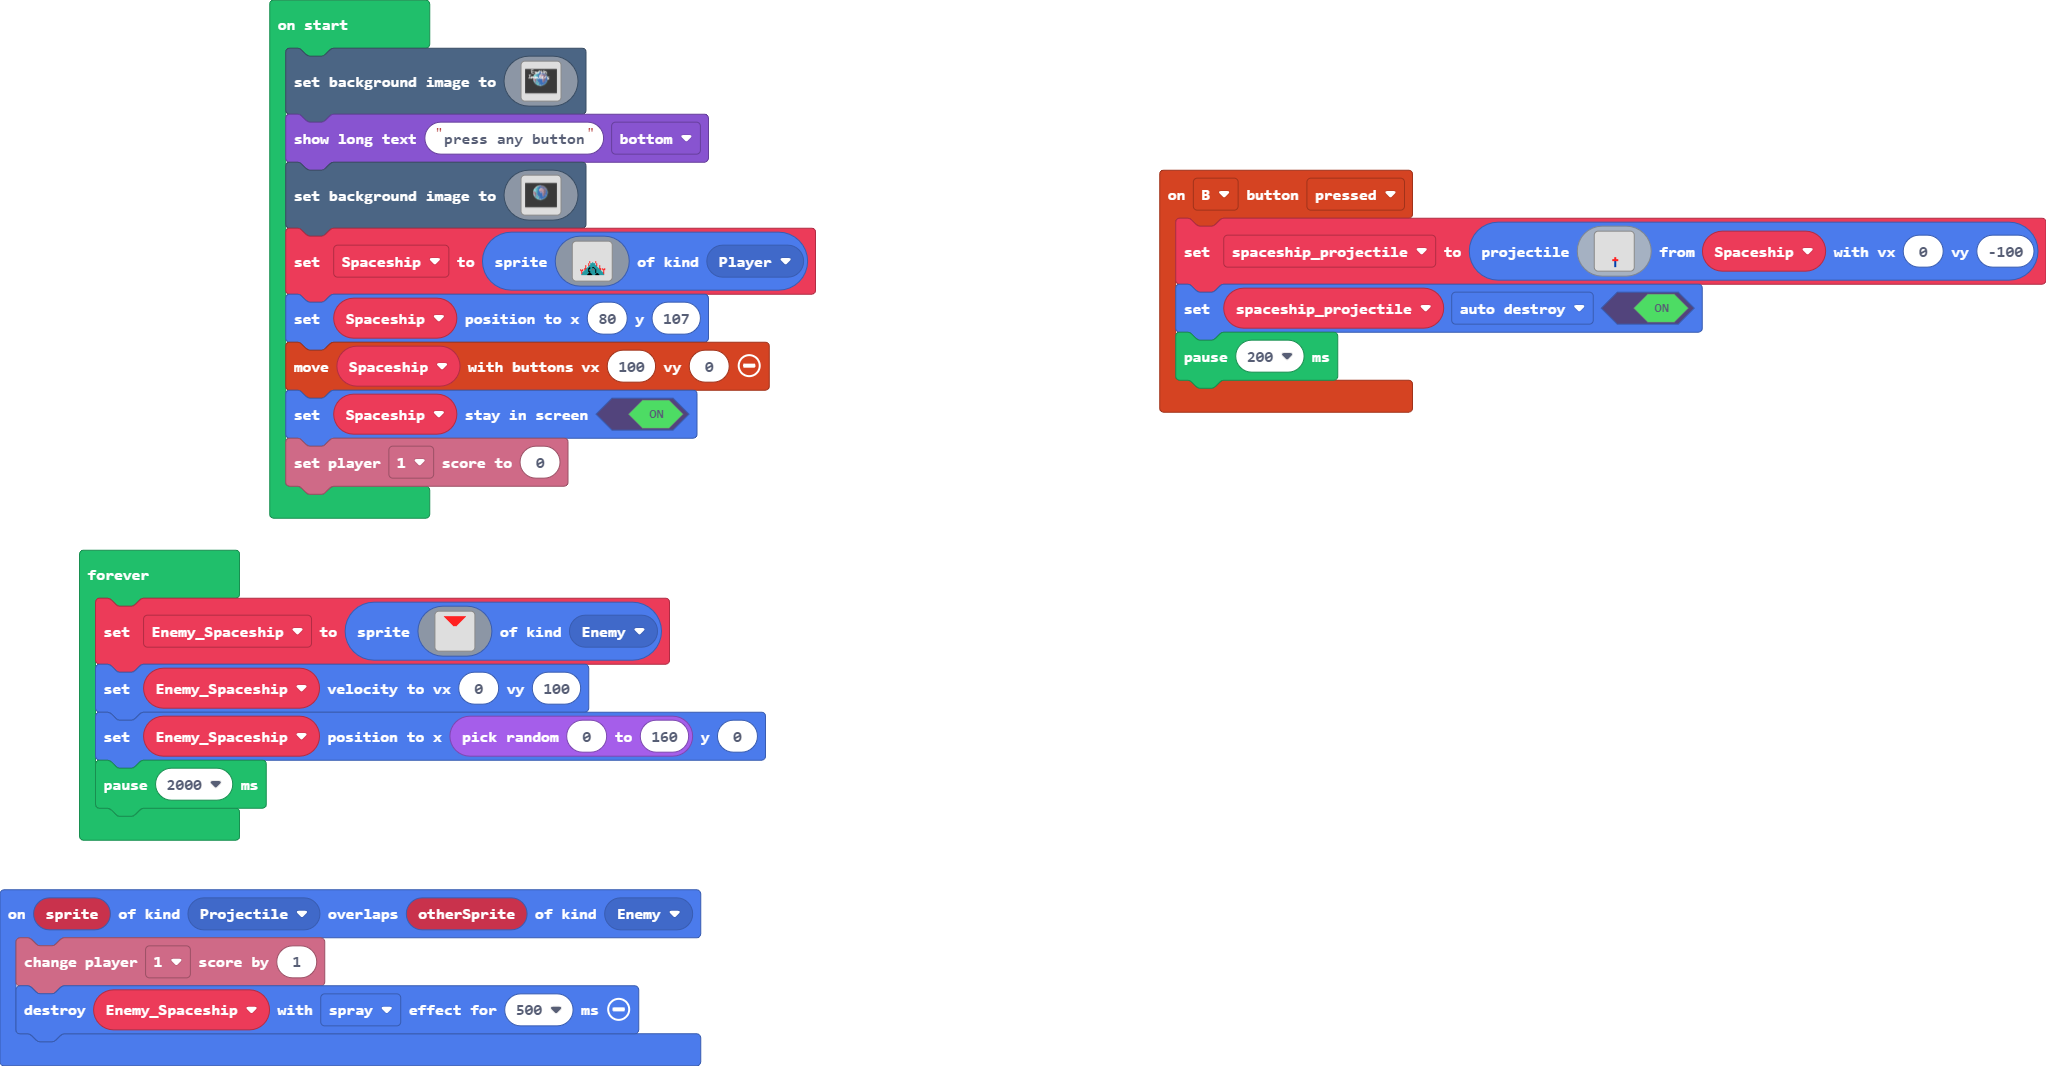 on start
set background image to
show long text "press any button" bottom
set background image to
set Spaceship to sprite of kind Player
set Spaceship position to x 80 y 107
move Spaceship with buttons vx 100 vy 0
set Spaceship stay in screen ON
set player 1 score to 0
on B button pressed
set spaceship_projectile to projectile from Spaceship with vx 0 vy -100
set spaceship_projectile auto destroy ON
pause 200 ms
forever
set Enemy_Spaceship to sprite of kind Enemy
set Enemy_Spaceship velocity to vx 0 vy 100
set Enemy_Spaceship position to x pick random 0 to 160 y 0
pause 2000 ms
on sprite of kind Projectile overlaps otherSprite of kind Enemy
change player 1 score by 1
destroy Enemy_Spaceship with spray effect for 500 ms